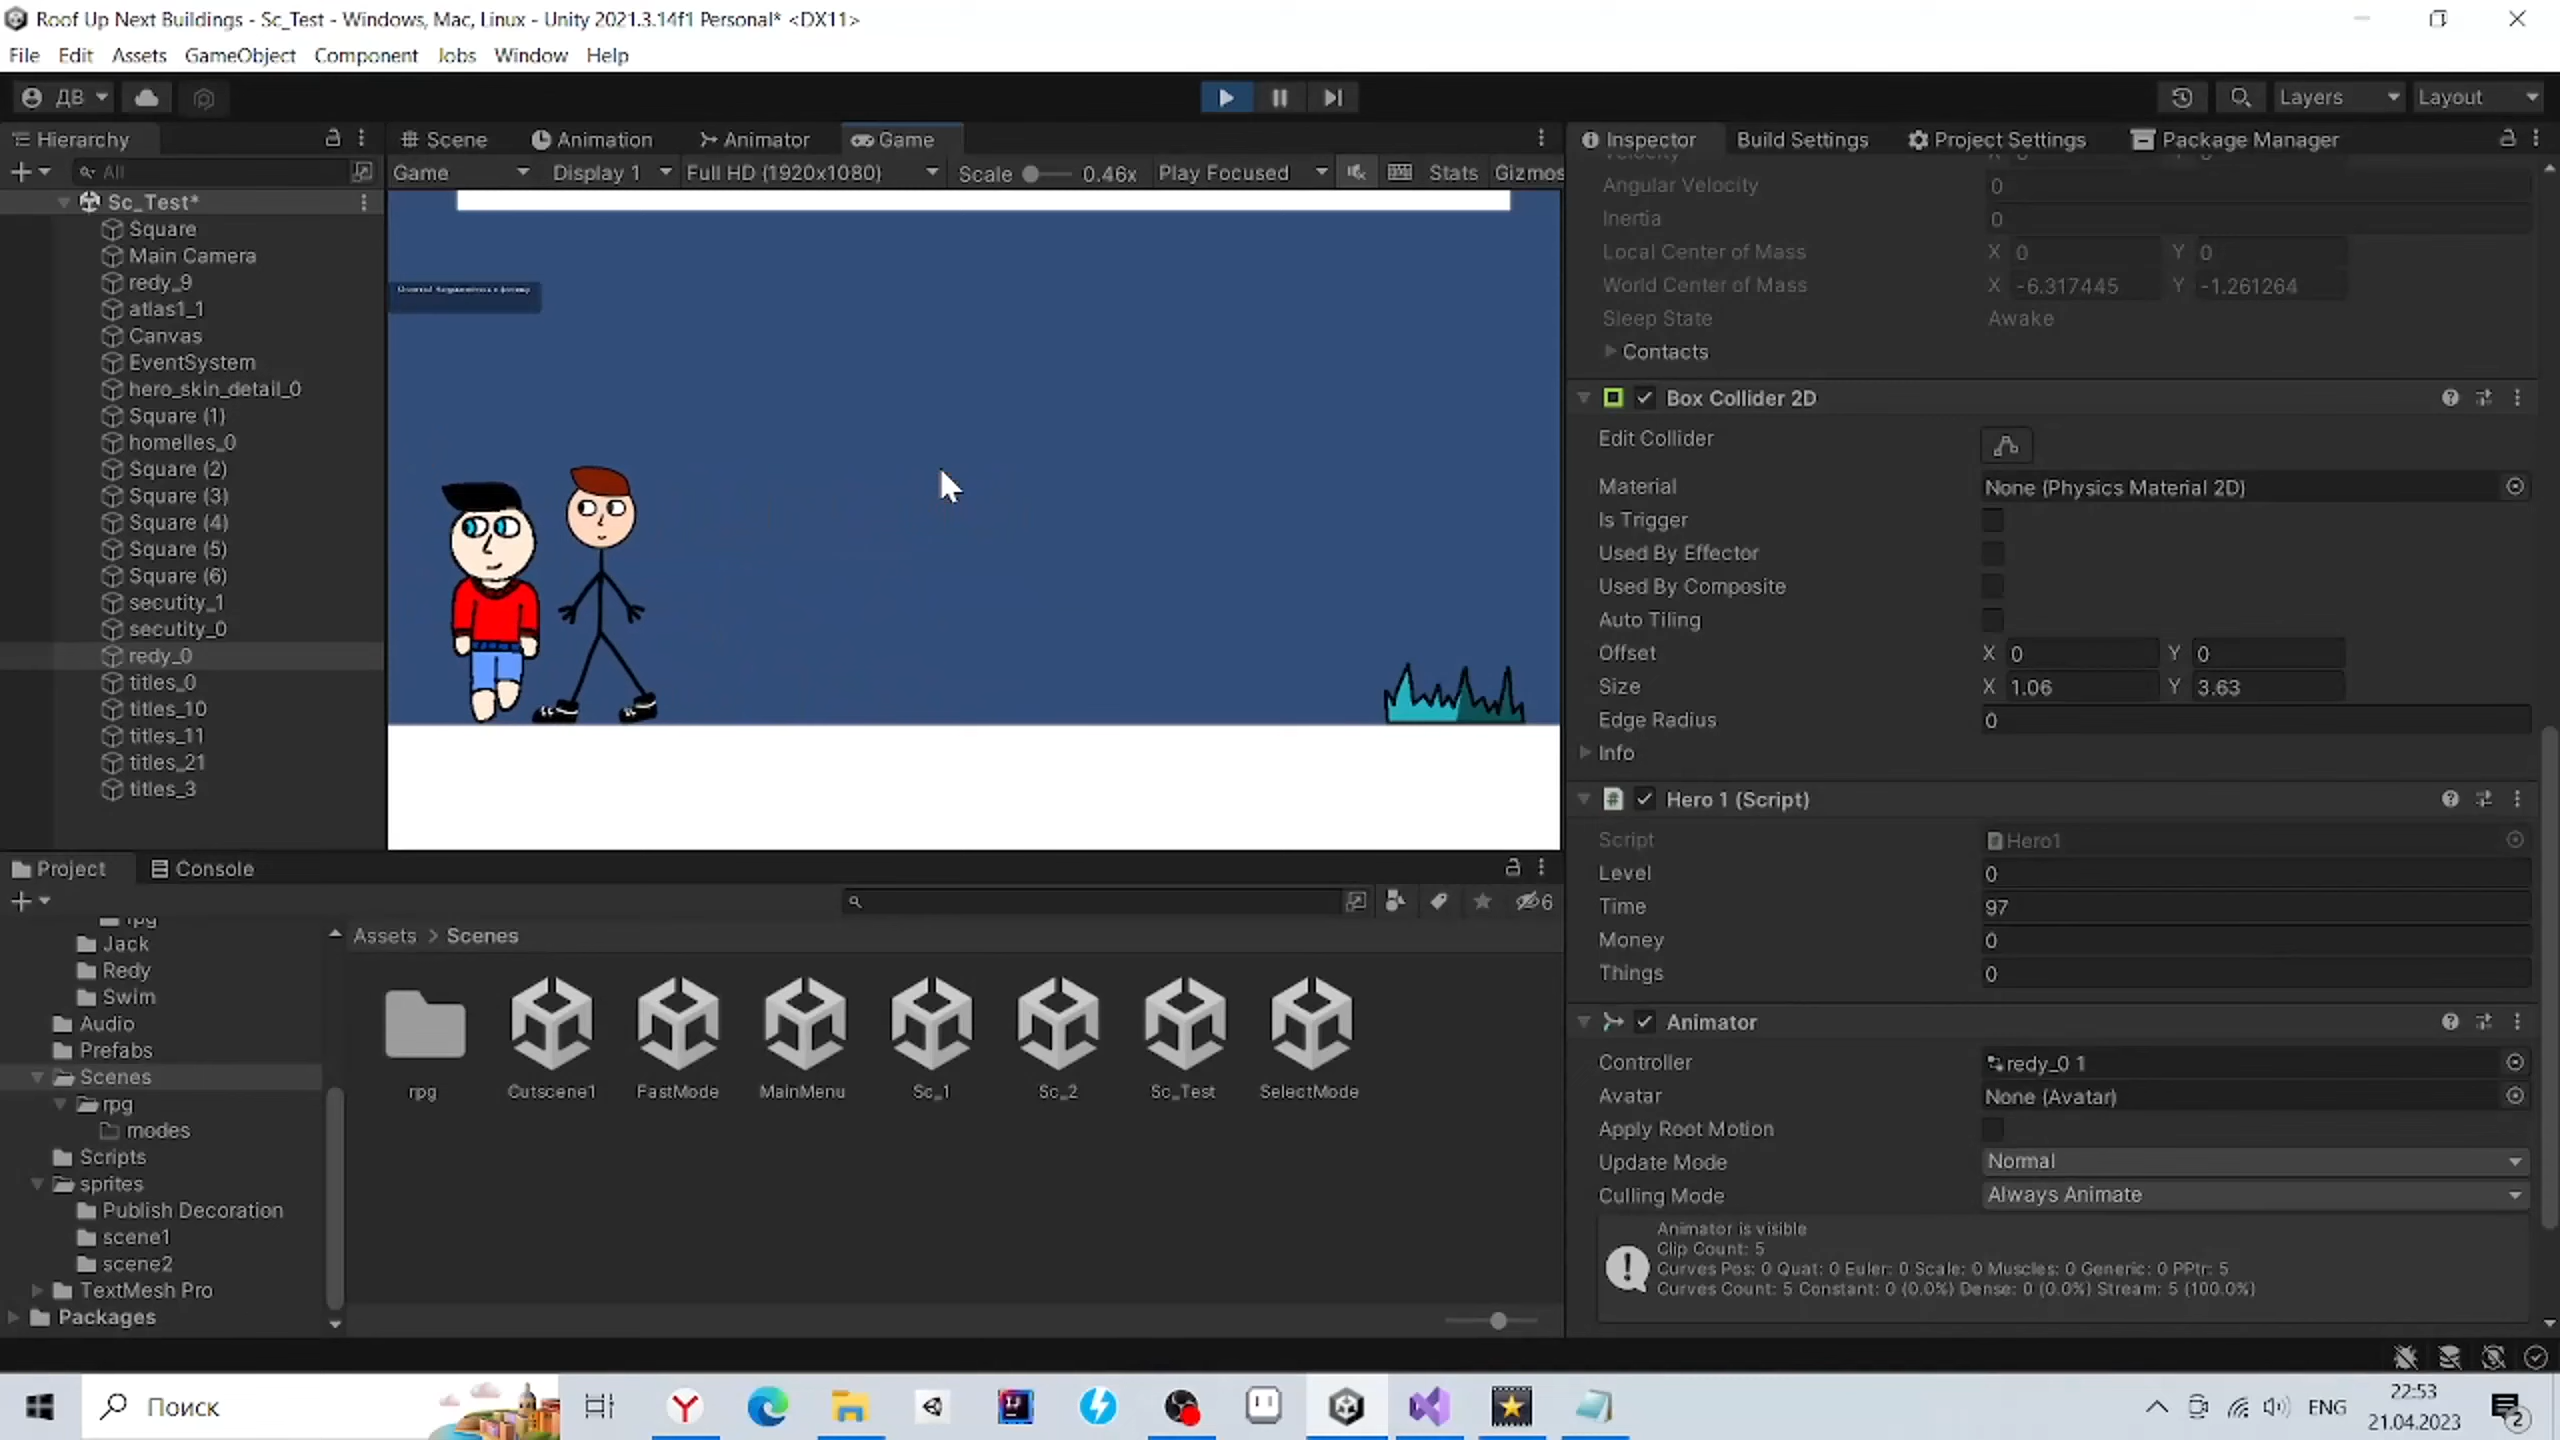 Roof Up Next Buildings - Sc_Test - Windows, Mac, Linux - Unity 2021.3.14f1 Personal* <DX11>
File Edit Assets GameObject Component Jobs Window Help
ДВ
Layers
Layout
Hierarchy
All
Sc_Test*
Square
Main Camera
redy_9
atlas1_1
Canvas
EventSystem
hero_skin_detail_0
Square (1)
homelles_0
Square (2)
Square (3)
Square (4)
Square (5)
Square (6)
secutity_1
secutity_0
redy_0
titles_0
titles_10
titles_11
titles_21
titles_3
Scene Animation Animator Game
Game Display 1 Full HD (1920x1080) Scale 0.46x Play Focused Stats Gizmos
Inspector Build Settings Project Settings Package Manager
Velocity
Angular Velocity 0
Inertia 0
Local Center of Mass X 0 Y 0
World Center of Mass X -6.317445 Y -1.261264
Sleep State Awake
Contacts
Box Collider 2D
Edit Collider
Material None (Physics Material 2D)
Is Trigger
Used By Effector
Used By Composite
Auto Tiling
Offset X 0 Y 0
Size X 1.06 Y 3.63
Edge Radius 0
Info
Hero 1 (Script)
Script Hero1
Level 0
Time 97
Money 0
Things 0
Animator
Controller redy_0 1
Avatar None (Avatar)
Apply Root Motion
Update Mode Normal
Culling Mode Always Animate
Animator is visible
Clip Count: 5
Curves Pos: 0 Quat: 0 Euler: 0 Scale: 0 Muscles: 0 Generic: 0 PPtr: 5
Curves Count: 5 Constant: 0 (0.0%) Dense: 0 (0.0%) Stream: 5 (100.0%)
Project Console
6
rpg
Jack
Redy
Swim
Audio
Prefabs
Scenes
rpg
modes
Scripts
sprites
Publish Decoration
scene1
scene2
TextMesh Pro
Packages
Assets > Scenes
rpg Cutscene1 FastMode MainMenu Sc_1 Sc_2 Sc_Test SelectMode
Поиск
ENG
22:53
21.04.2023
2